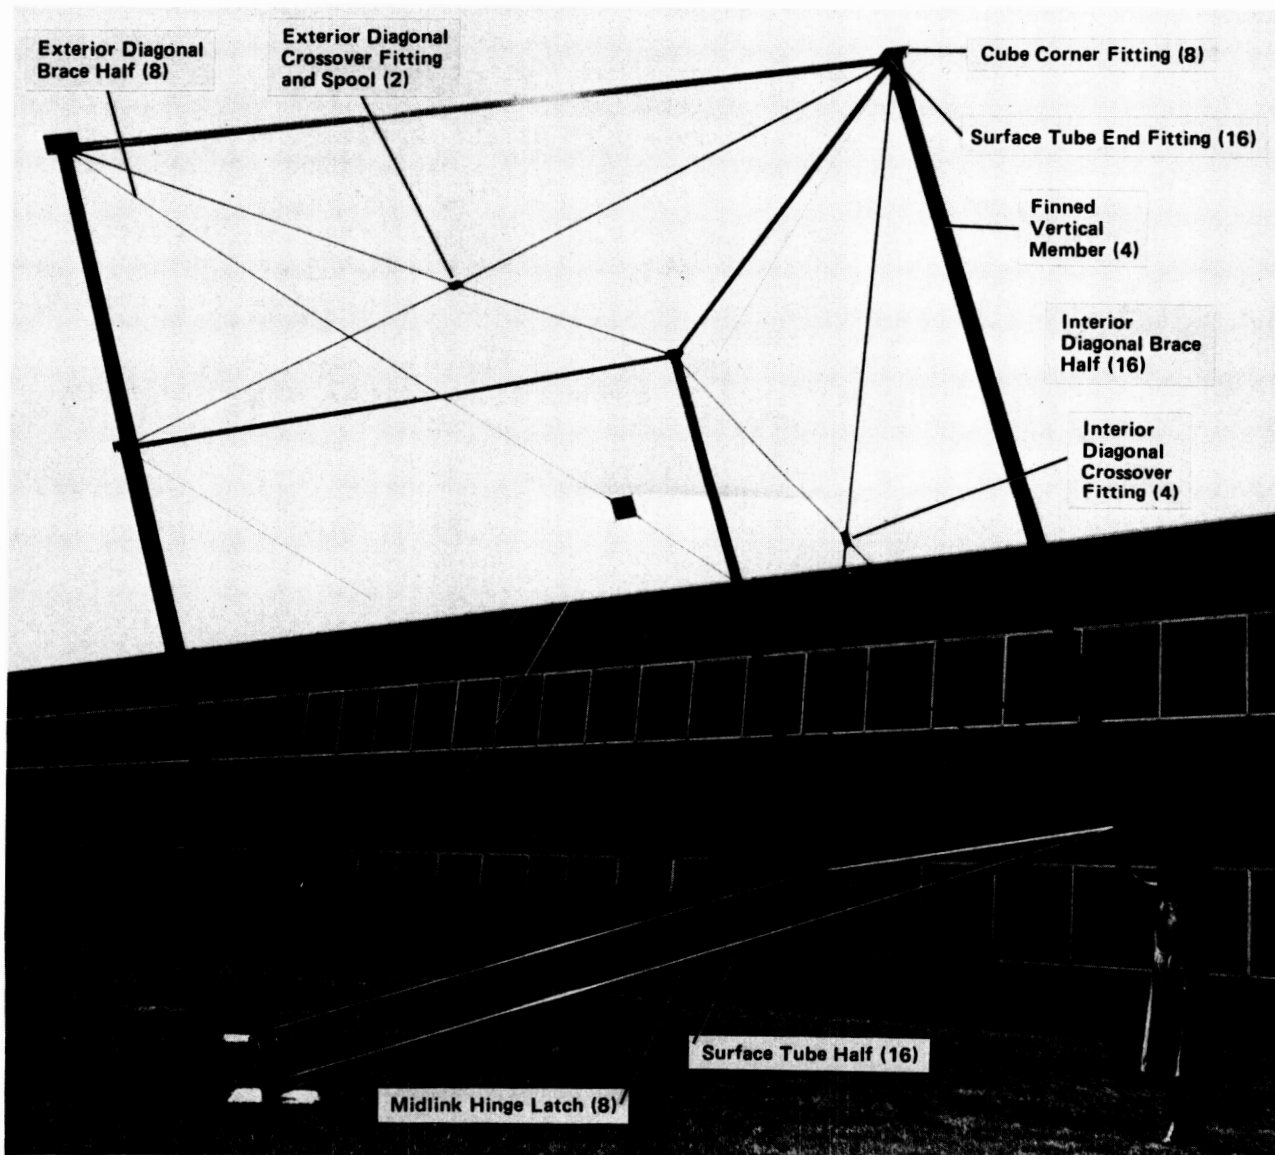 Exterior Diagonal
Brace Half (8)
Exterior Diagonal
Crossover Fitting
and Spool (2)
Cube Corner Fitting (8)
Surface Tube End Fitting (16)
Finned
Vertical
Member (4)
Interior
Diagonal Brace
Half (16)
Interior
Diagonal
Crossover
Fitting (4)
Surface Tube Half (16)
Midlink Hinge Latch (8)